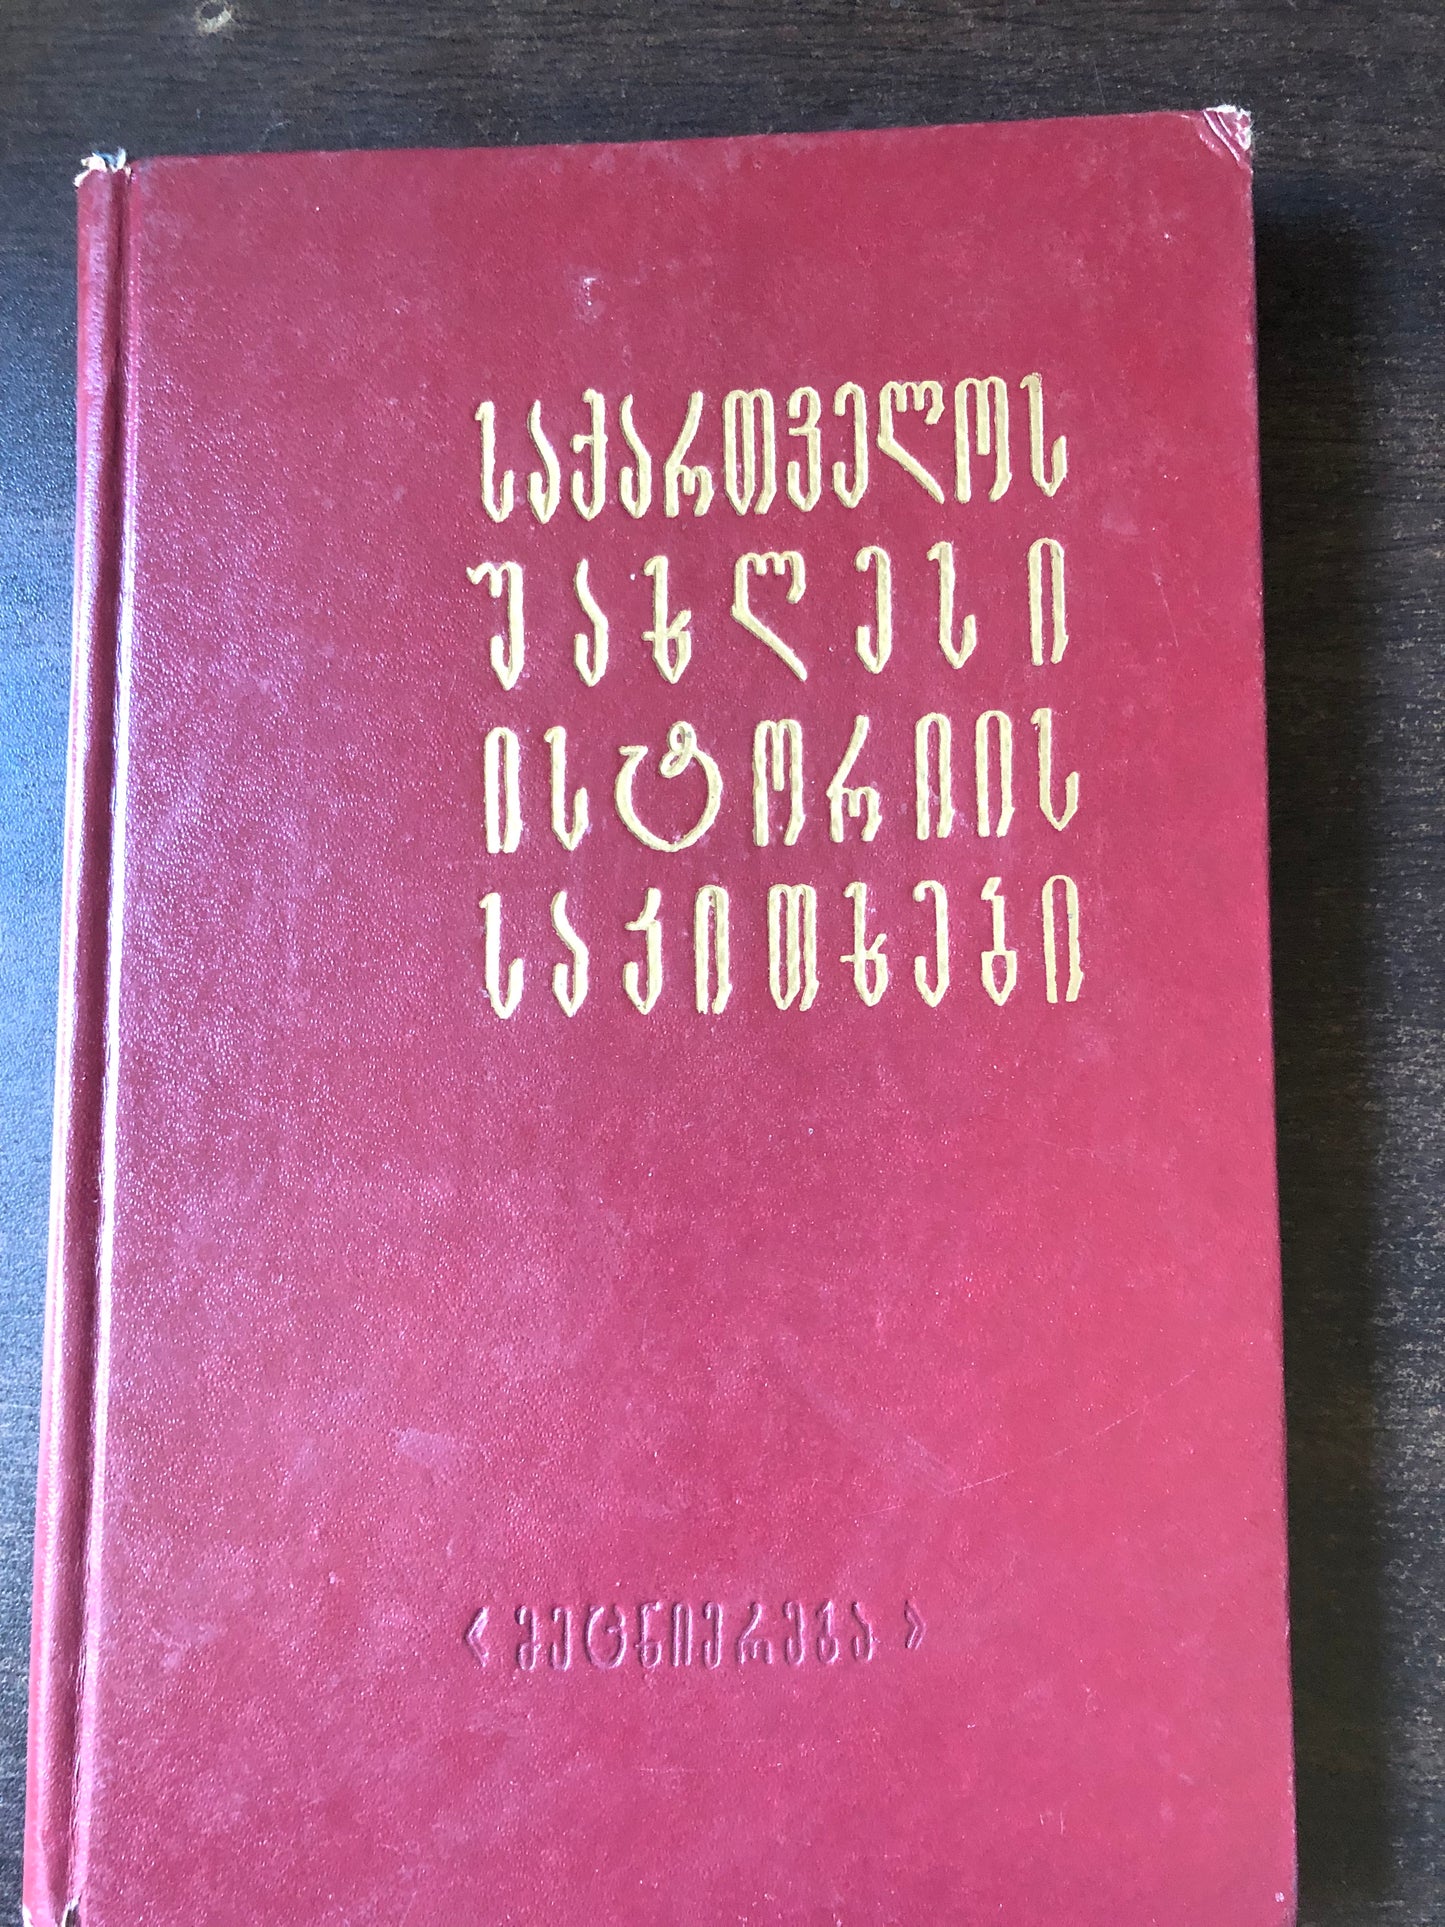 საქართველოს
უახლესი
ისტორიის
საკითხები
«მეცნიერება»